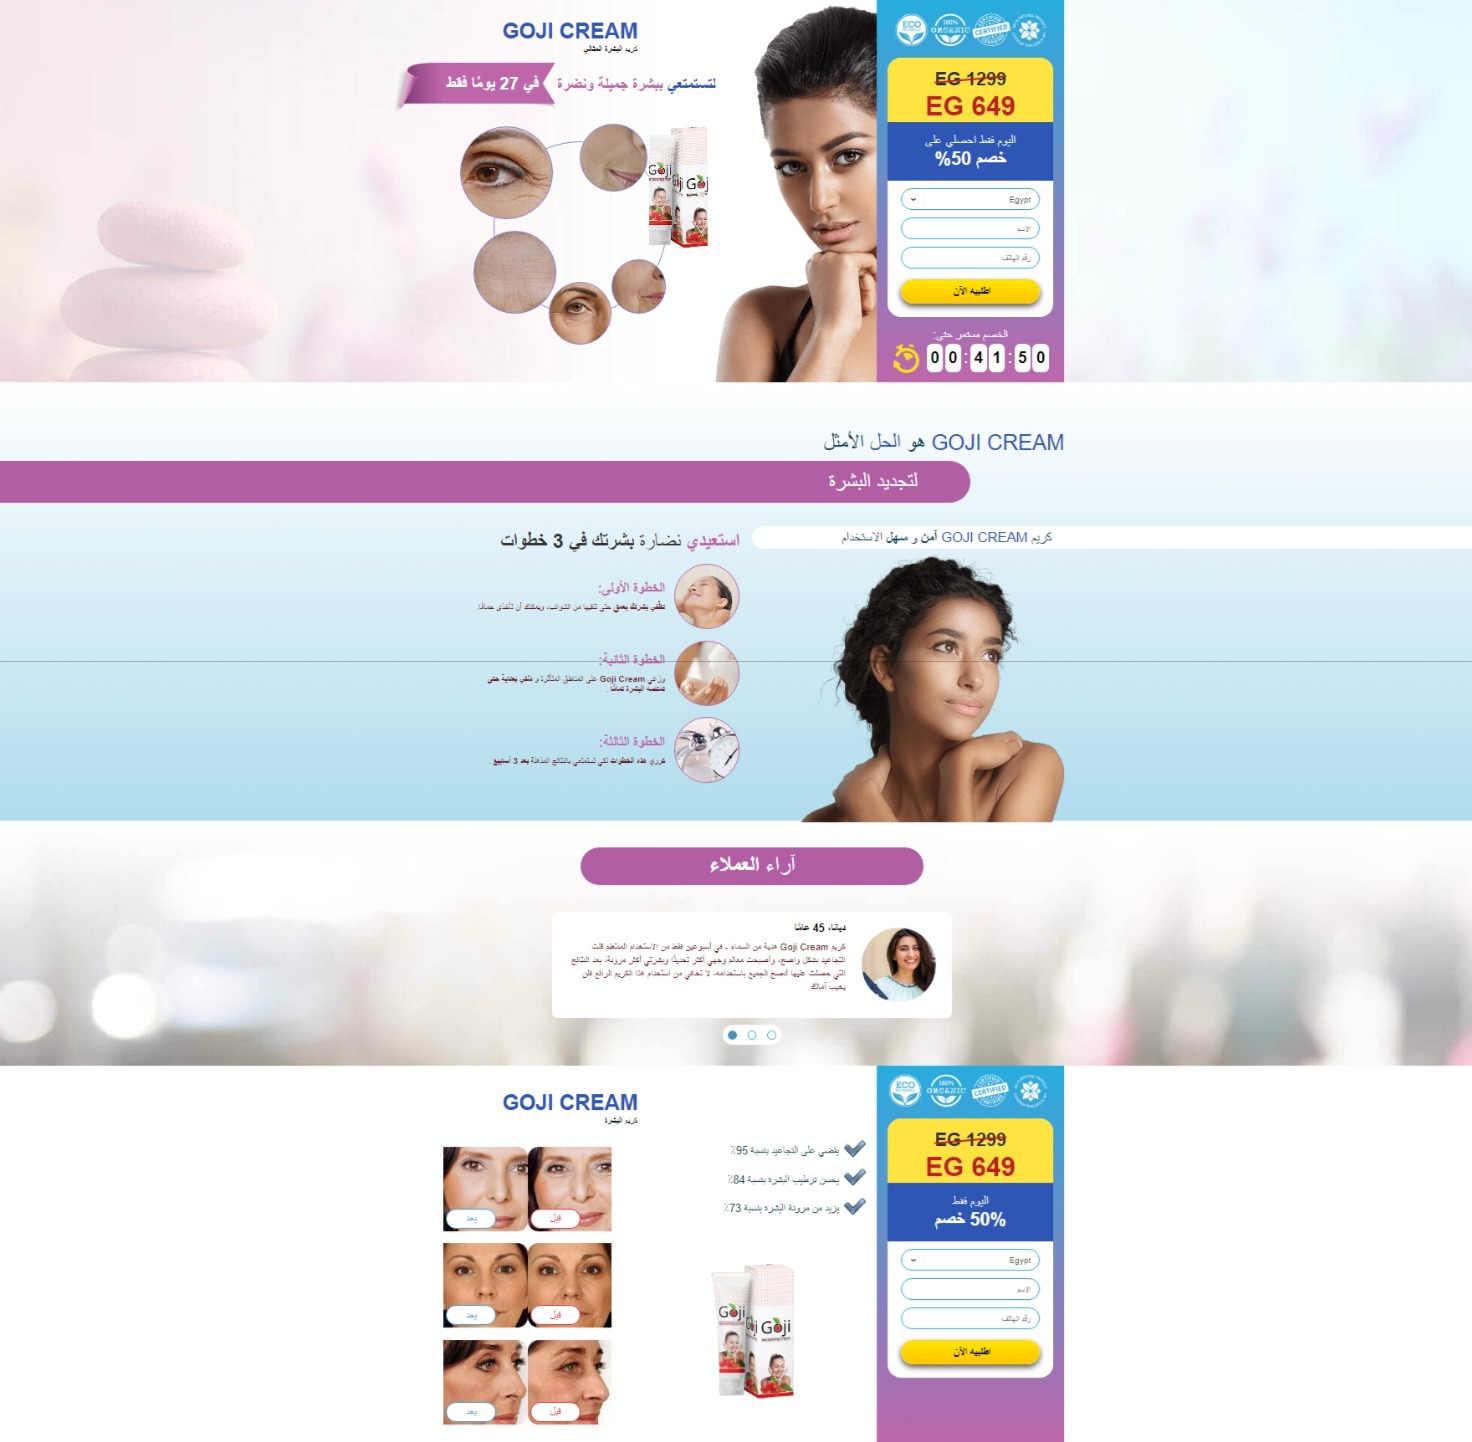 GOJI CREAM
كريم البشرة المثالي
لتستمتعي ببشرة جميلة ونضرة في 27 يومًا فقط
Goji
Goji
ECO
100%
ORGANIC
CERTIFIED
EG 1299
EG 649
اليوم فقط احصلي على
خصم 50%
Egypt
الاسم
رقم الهاتف
اطلبيه الآن
الخصم مستمر حتى:
00:41:50
GOJI CREAM هو الحل الأمثل
لتجديد البشرة
كريم GOJI CREAM آمن و سهل الاستخدام
استعيدي نضارة بشرتك في 3 خطوات
الخطوة الأولى:
نظّفي بشرتك بعمق حتى تنقيها من الشوائب، ويمكنك أن تأخذي حمامًا.
الخطوة الثانية:
وزعي Goji Cream على المناطق المتأثرة و دلكي بعناية حتى
تمتصه البشرة تمامًا .
الخطوة الثالثة:
كرري هذه الخطوات لكي تستمتعي بالنتائج المذهلة بعد 3 أسابيع .
آراء العملاء
ديانا، 45 عامًا
كريم Goji Cream هدية من السماء ـ في أسبوعين فقط من الاستخدام المنتظم قلت
التجاعيد بشكل واضح، وأصبحت معالم وجهي أكثر تحديدًا وبشرتي أكثر مرونة، بعد النتائج
التي حصلت عليها أنصح الجميع باستخدامه، لا تخافي من استخدام هذا الكريم الرائع فلن
يخيب آمالك.
GOJI CREAM
كريم البشرة
قبل
بعد
قبل
بعد
قبل
بعد
يقضي على التجاعيد بنسبة 95٪
يحسن ترطيب البشرة بنسبة 84٪
يزيد من مرونة البشرة بنسبة 73٪
Goji
Goji
ECO
100%
ORGANIC
CERTIFIED
EG 1299
EG 649
اليوم فقط
50% خصم
Egypt
الاسم
رقم الهاتف
اطلبيه الآن